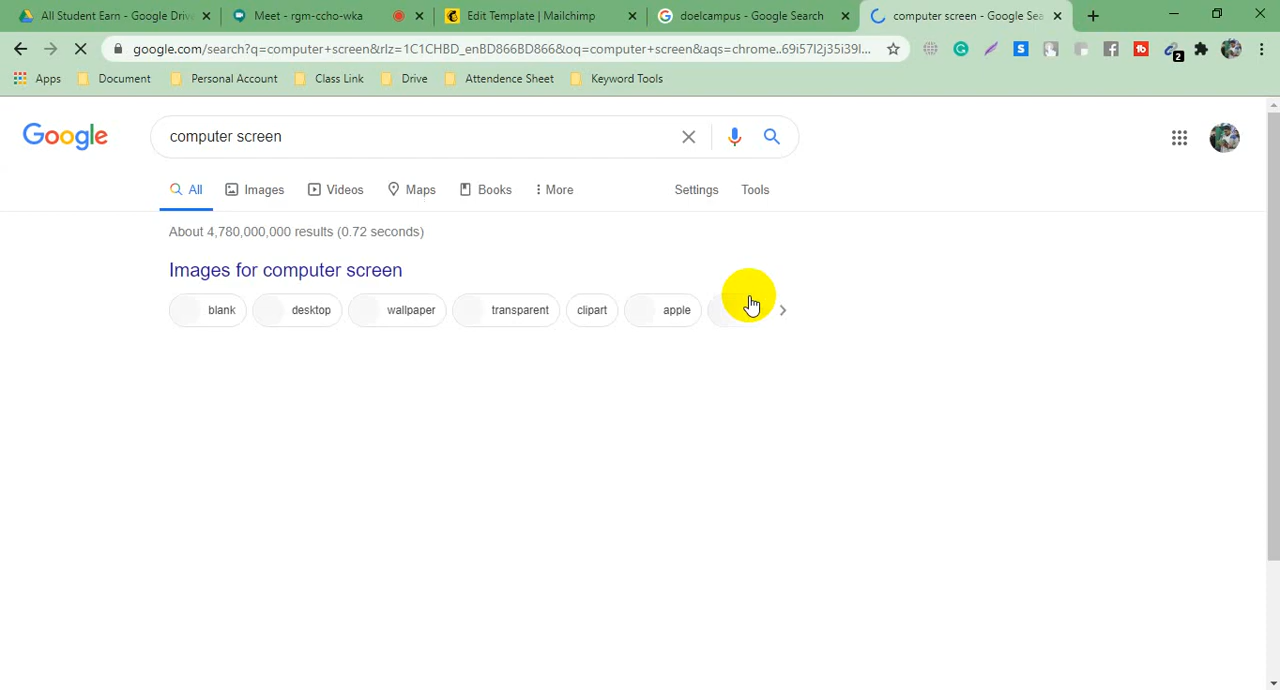 All Student Earn - Google Driv
Meet - rgm-ccho-wka
Edit Template | Mailchimp
doelcampus - Google Search
computer screen - Google Sea
google.com/search?q=computer+screen&rlz=1C1CHBD_enBD866BD866&oq=computer+screen&aqs=chrome..69i57l2j35i39l...
2
Apps
Document
Personal Account
Class Link
Drive
Attendence Sheet
Keyword Tools
Google
computer screen
All
Images
Videos
Maps
Books
More
Settings
Tools
About 4,780,000,000 results (0.72 seconds)
Images for computer screen
blank
desktop
wallpaper
transparent
clipart
apple